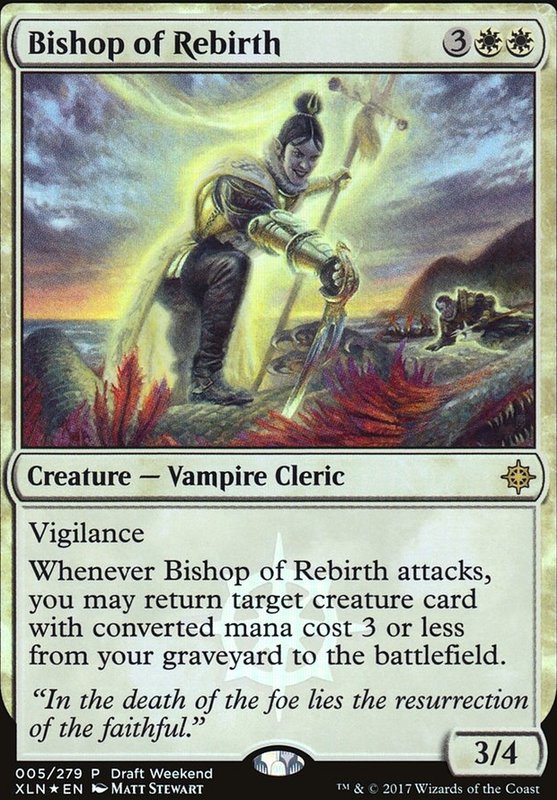 Bishop of Rebirth 3
Creature — Vampire Cleric
Vigilance
Whenever Bishop of Rebirth attacks,
you may return target creature card
with converted mana cost 3 or less
from your graveyard to the battlefield.
“In the death of the foe lies the resurrection
of the faithful.”
3/4
005/279 P Draft Weekend
XLN ★ EN Matt Stewart
™ & © 2017 Wizards of the Coast